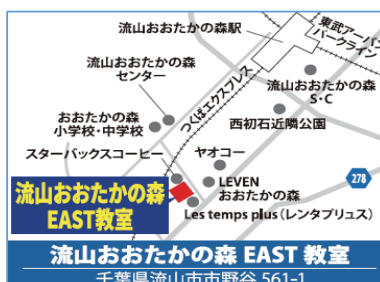 流山おおたかの森駅
東武アーバン
パークライン
流山おおたかの森
センター
つくばエクスプレス
流山おおたかの森
S・C
おおたかの森
小学校・中学校
西初石近隣公園
スターバックスコーヒー
ヤオコー
278
流山おおたかの森
EAST教室
LEVEN
おおたかの森
Les temps plus(レンタプリュス)
流山おおたかの森 EAST 教室
千葉県流山市市野谷 561-1